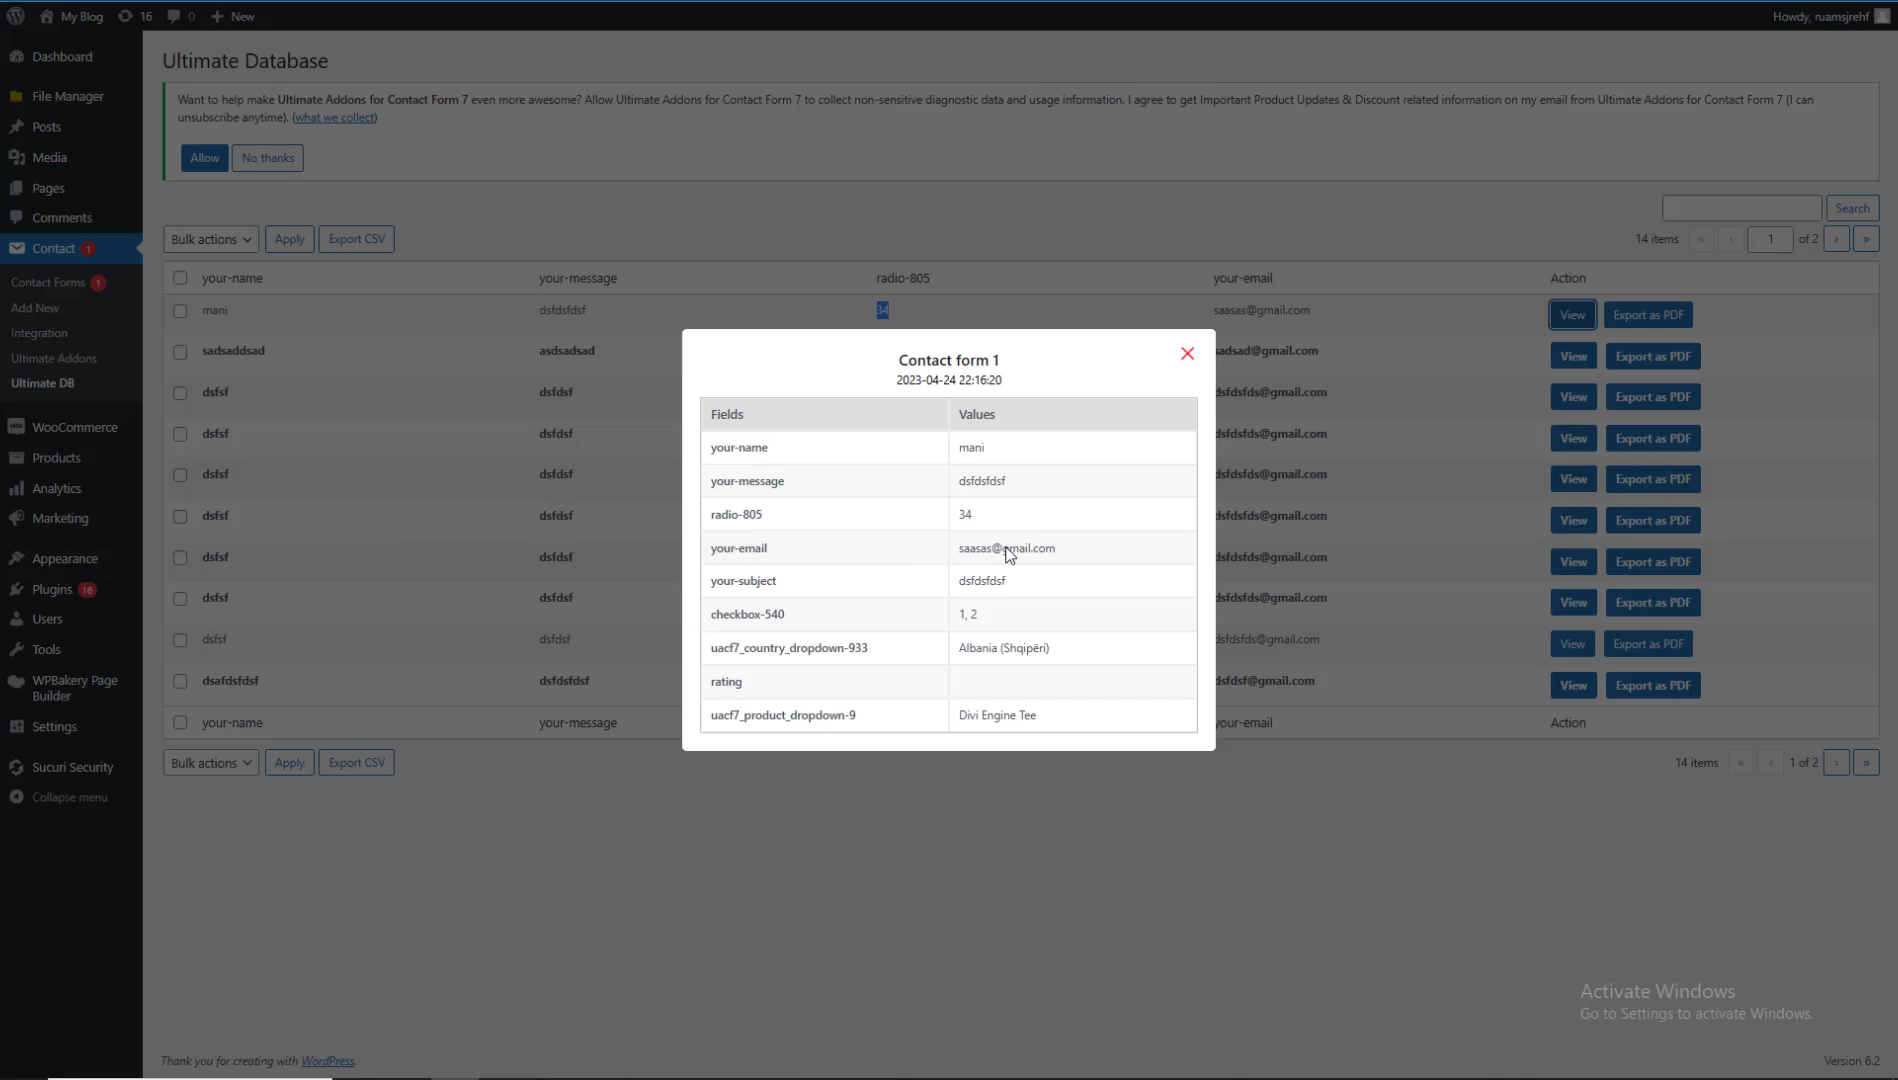 My Blog 16 0 New Howdy, ruamsjrehf
Dashboard
File Manager
Posts
Media
Pages
Comments
Contact 1
Contact Forms 1
Add New
Integration
Ultimate Addons
Ultimate DB
WooCommerce
Products
Analytics
Marketing
Appearance
Plugins 16
Users
Tools
WPBakery Page
Builder
Settings
Sucuri Security
Collapse menu
Ultimate Database
Want to help make Ultimate Addons for Contact Form 7 even more awesome? Allow Ultimate Addons for Contact Form 7 to collect non-sensitive diagnostic data and usage information. I agree to get Important Product Updates & Discount related information on my email from Ultimate Addons for Contact Form 7 (I can
unsubscribe anytime). (what we collect)
Allow No thanks
Search
Bulk actions Apply Export CSV 14 items « ‹ 1 of 2 › »
your-name your-message radio-805 your-email Action
mani dsfdsfdsf 34 saasas@gmail.com View Export as PDF
sadsaddsad asdsadsad sadsad@gmail.com View Export as PDF
dsfsf dsfdsf dsfdsfds@gmail.com View Export as PDF
dsfsf dsfdsf dsfdsfds@gmail.com View Export as PDF
dsfsf dsfdsf dsfdsfds@gmail.com View Export as PDF
dsfsf dsfdsf dsfdsfds@gmail.com View Export as PDF
dsfsf dsfdsf dsfdsfds@gmail.com View Export as PDF
dsfsf dsfdsf dsfdsfds@gmail.com View Export as PDF
dsfsf dsfdsf dsfdsfds@gmail.com View Export as PDF
dsafdsfdsf dsfdsfdsf dsfdsf@gmail.com View Export as PDF
your-name your-message your-email Action
Bulk actions Apply Export CSV 14 items « ‹ 1 of 2 › »
Contact form 1
2023-04-24 22:16:20
Fields Values
your-name mani
your-message dsfdsfdsf
radio-805 34
your-email saasas@gmail.com
your-subject dsfdsfdsf
checkbox-540 1, 2
uacf7_country_dropdown-933 Albania (Shqipëri)
rating
uacf7_product_dropdown-9 Divi Engine Tee
Activate Windows
Go to Settings to activate Windows.
Thank you for creating with WordPress. Version 6.2